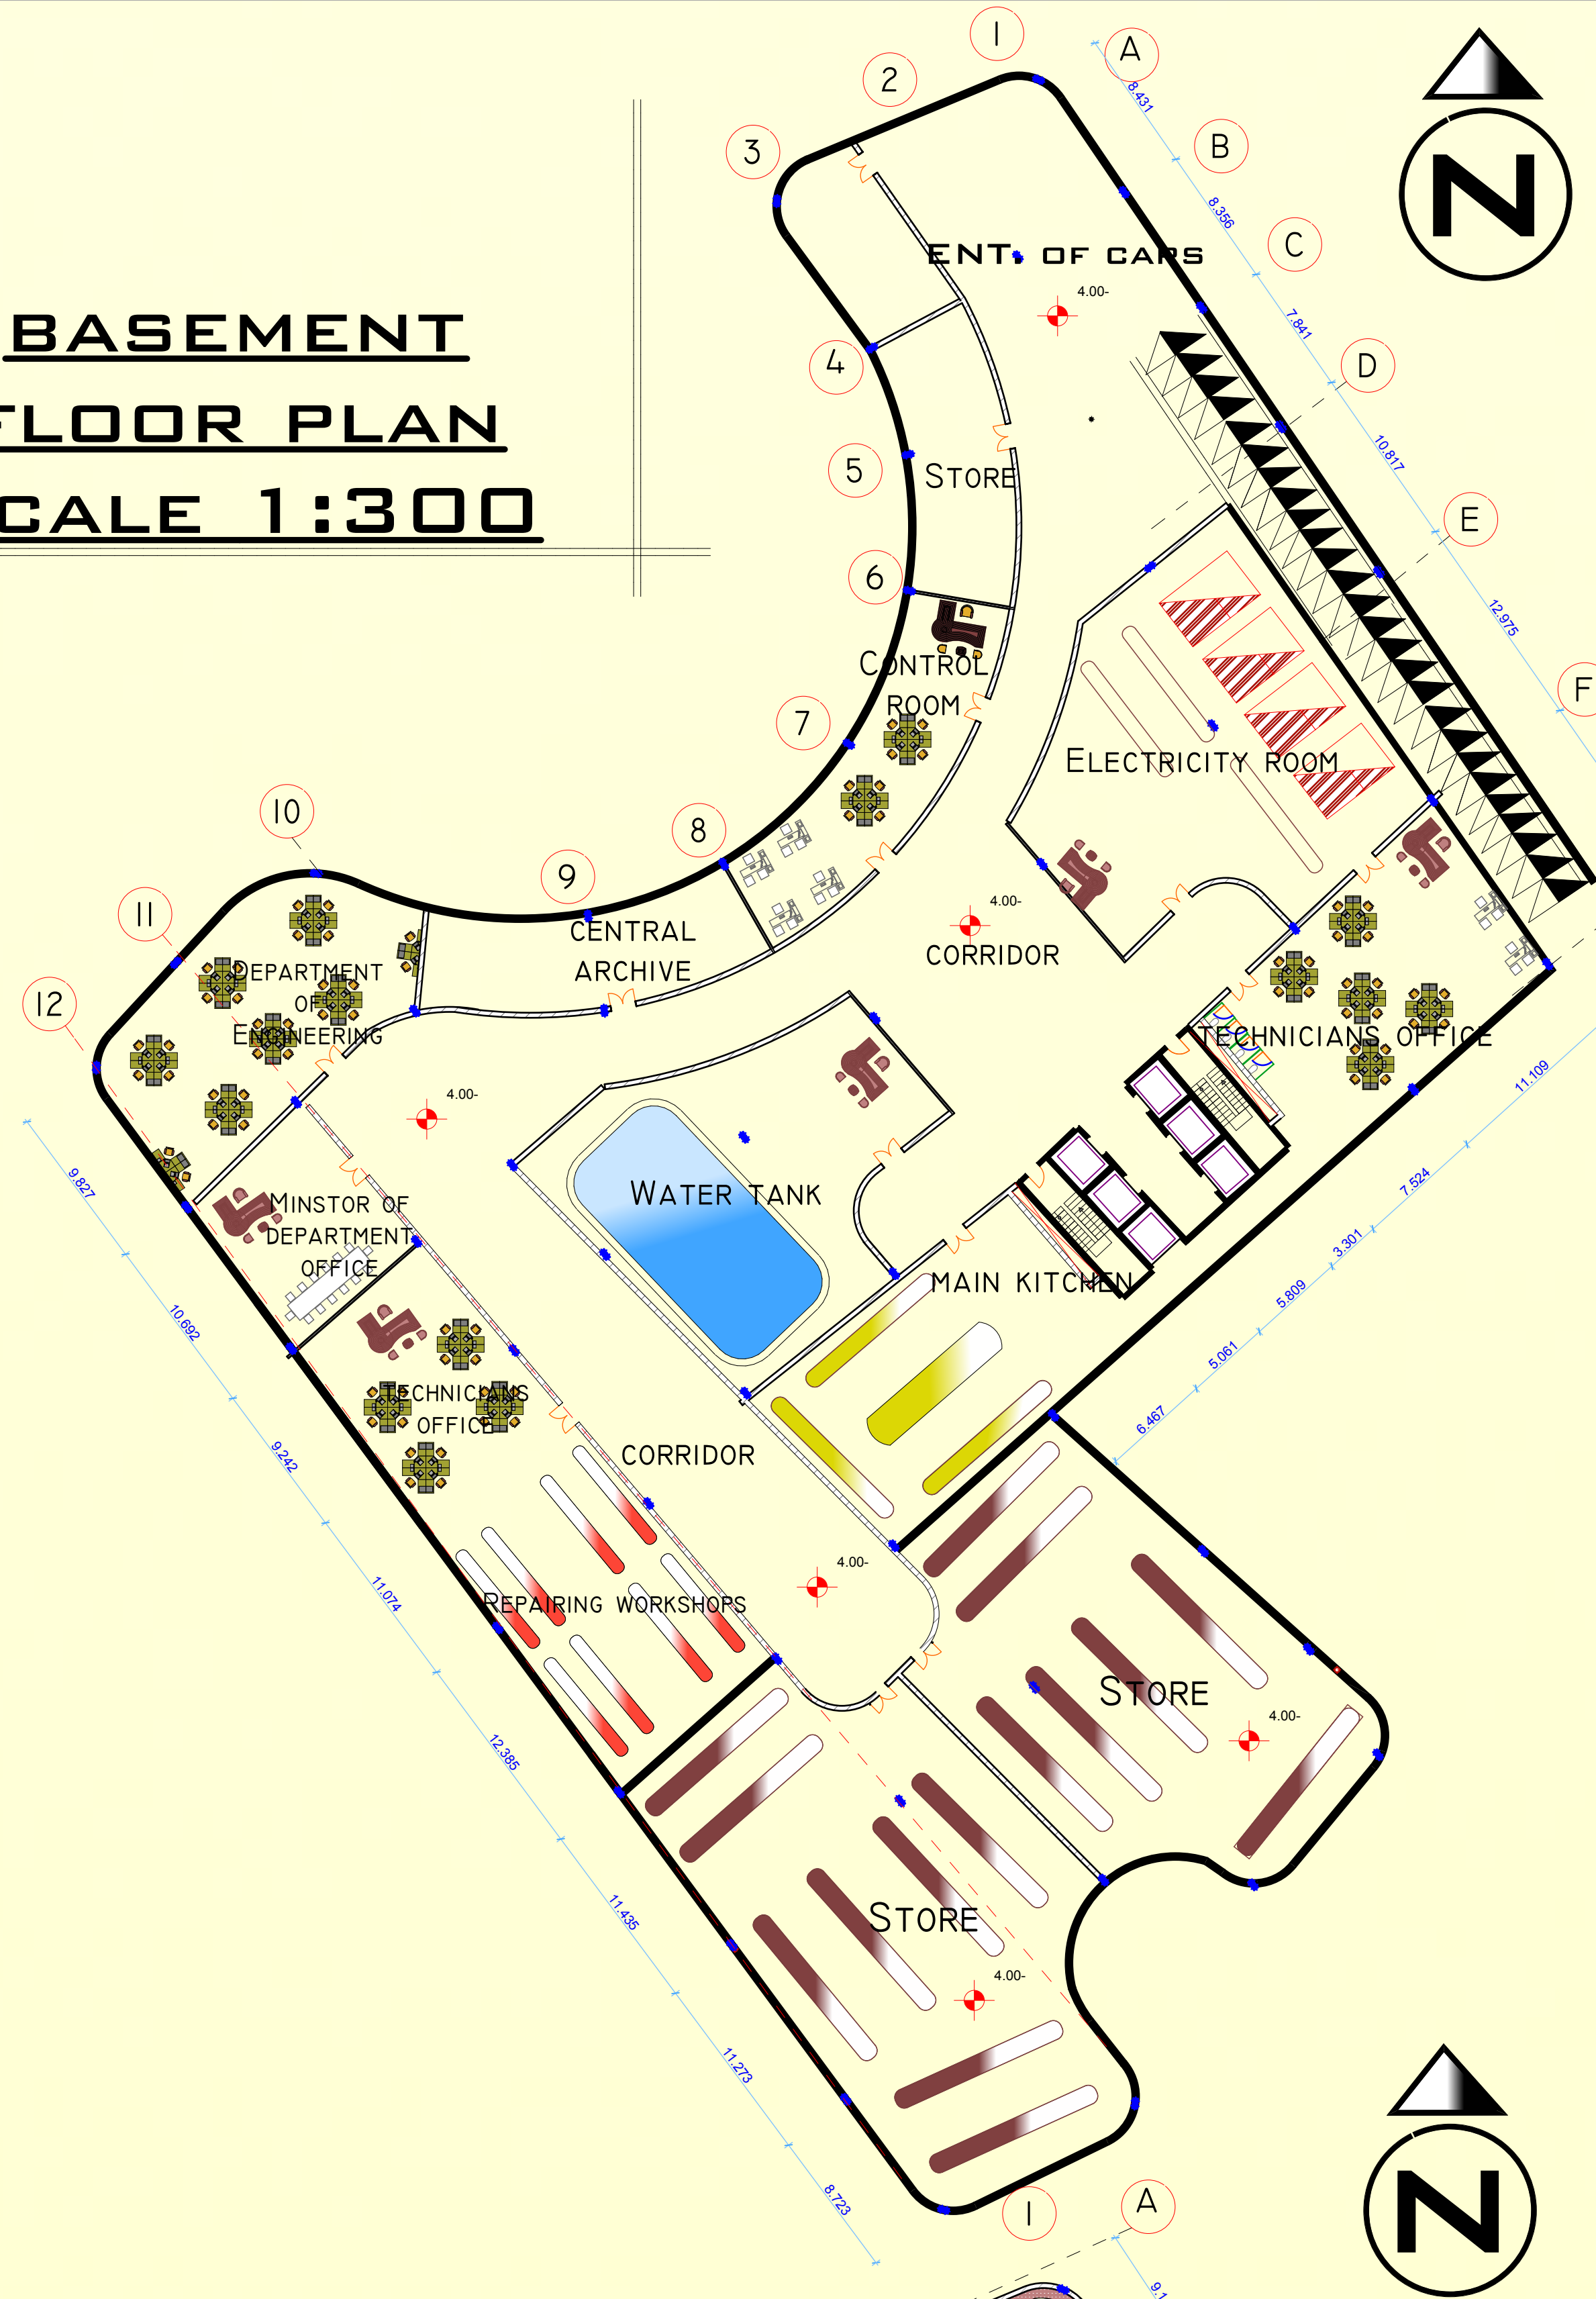 1
A
2
8.431
N
B
3
8.356
C
ENT. OF CARS
4.00-
7.841
BASEMENT
4
D
FLOOR PLAN
10.817
5
STORE
SCALE 1:300
E
6
12.975
CONTROL
ROOM
F
7
ELECTRICITY ROOM
10
8
9
11
4.00-
CENTRAL
ARCHIVE
CORRIDOR
DEPARTMENT
OF
ENGINEERING
12
TECHNICIANS OFFICE
11.109
4.00-
9.827
7.524
WATER TANK
MINSTOR OF
DEPARTMENT
OFFICE
3.301
MAIN KITCHEN
5.809
10.692
5.061
TECHNICIANS
OFFICE
6.467
CORRIDOR
9.242
4.00-
11.074
REPAIRING WORKSHOPS
STORE
4.00-
12.385
STORE
11.435
4.00-
11.273
8.723
1
A
N
9.1